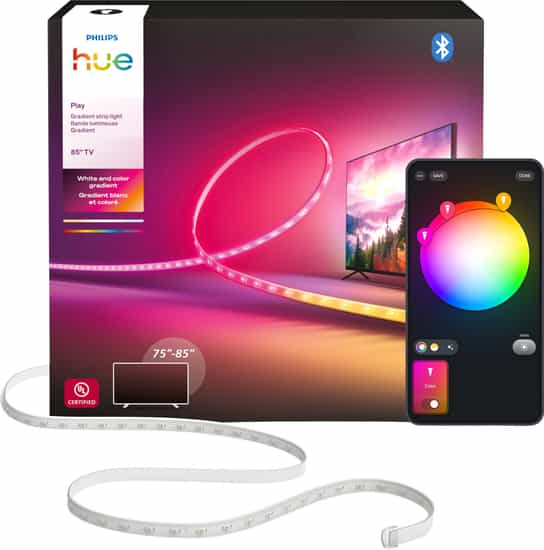 PHILIPS
hue
Play
Gradient strip light
Bande lumineuse
Gradient
85" TV
White and color
gradient
Gradient blanc
et coloré
75"-85"
UL
CERTIFIED
SAVE
DONE
Color